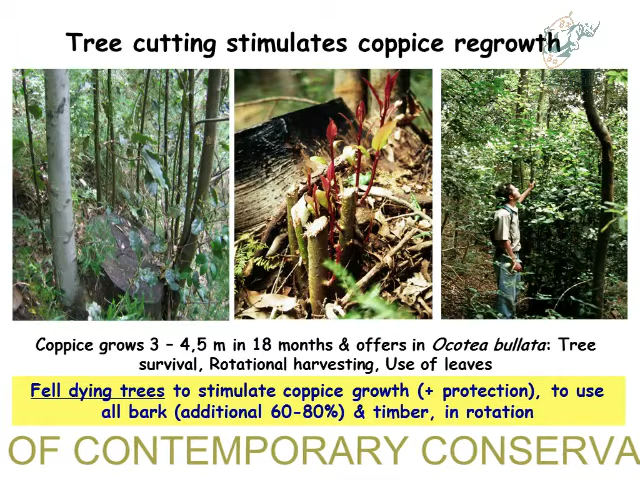 Tree cutting stimulates coppice regrowth
Coppice grows 3 – 4,5 m in 18 months & offers in Ocotea bullata: Tree
survival, Rotational harvesting, Use of leaves
Fell dying trees to stimulate coppice growth (+ protection), to use
all bark (additional 60-80%) & timber, in rotation
OF CONTEMPORARY CONSERVA